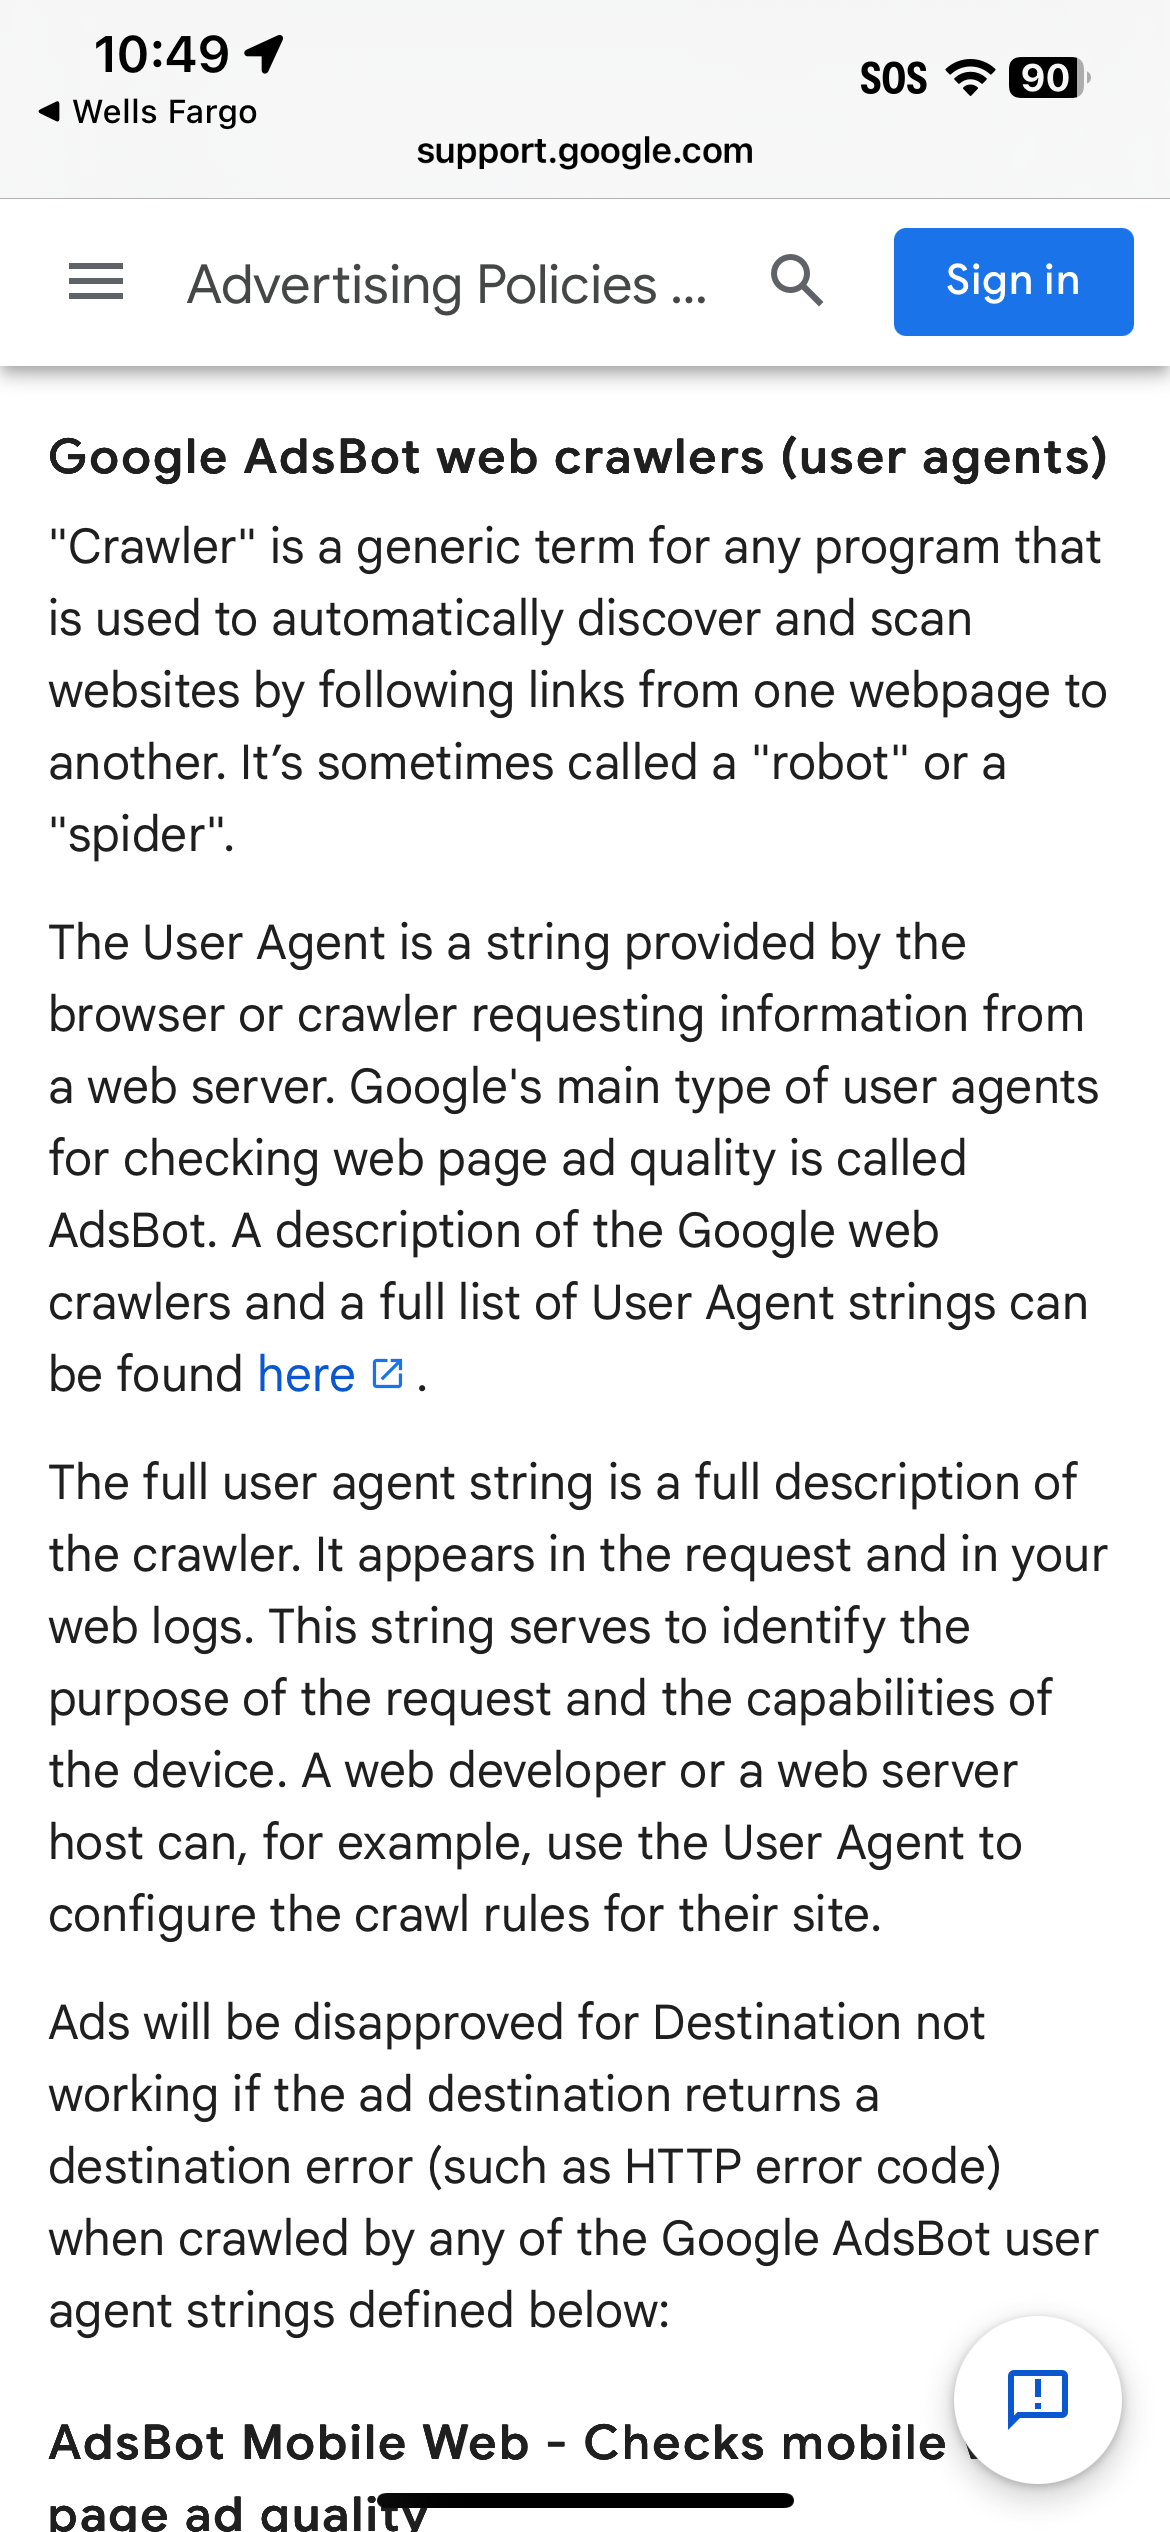 10:49
SOS
90
◀ Wells Fargo
support.google.com
Advertising Policies ...
Sign in
Google AdsBot web crawlers (user agents)
"Crawler" is a generic term for any program that
is used to automatically discover and scan
websites by following links from one webpage to
another. It’s sometimes called a "robot" or a
"spider".
The User Agent is a string provided by the
browser or crawler requesting information from
a web server. Google's main type of user agents
for checking web page ad quality is called
AdsBot. A description of the Google web
crawlers and a full list of User Agent strings can
be found here .
The full user agent string is a full description of
the crawler. It appears in the request and in your
web logs. This string serves to identify the
purpose of the request and the capabilities of
the device. A web developer or a web server
host can, for example, use the User Agent to
configure the crawl rules for their site.
Ads will be disapproved for Destination not
working if the ad destination returns a
destination error (such as HTTP error code)
when crawled by any of the Google AdsBot user
agent strings defined below:
AdsBot Mobile Web - Checks mobile
page ad quality